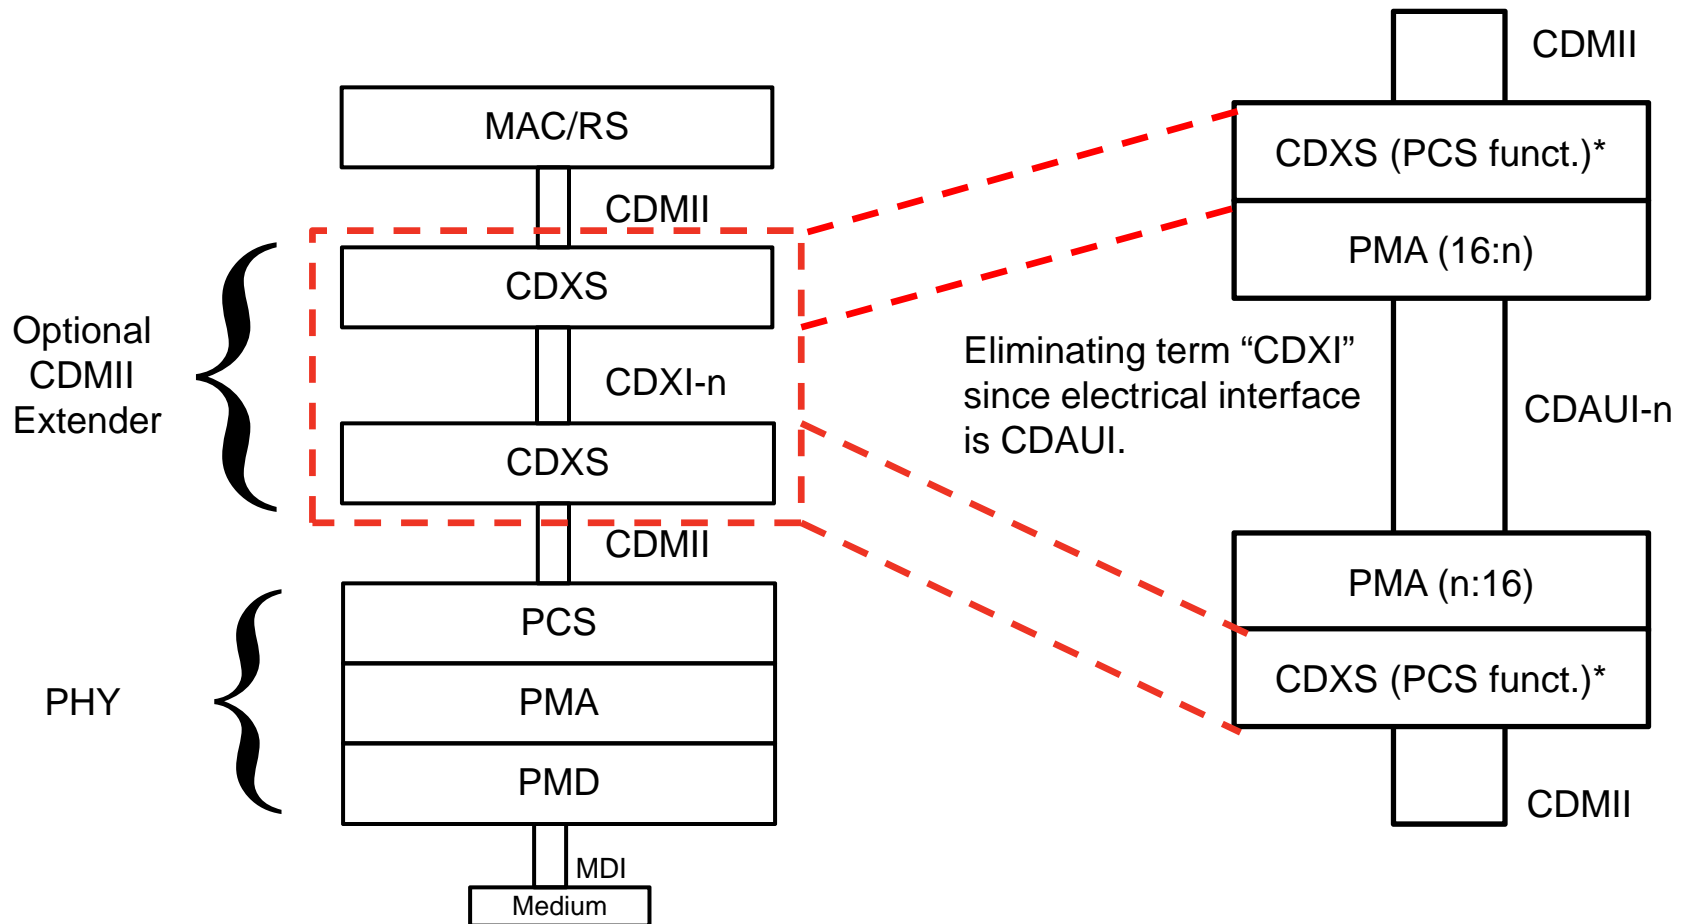 MAC/RS
CDMII
CDXS
Optional
CDMII
Extender
CDXI-n
CDXS
CDMII
PCS
PHY
PMA
PMD
MDI
Medium
Eliminating term “CDXI”
since electrical interface
is CDAUI.
CDMII
CDXS (PCS funct.)*
PMA (16:n)
CDAUI-n
PMA (n:16)
CDXS (PCS funct.)*
CDMII